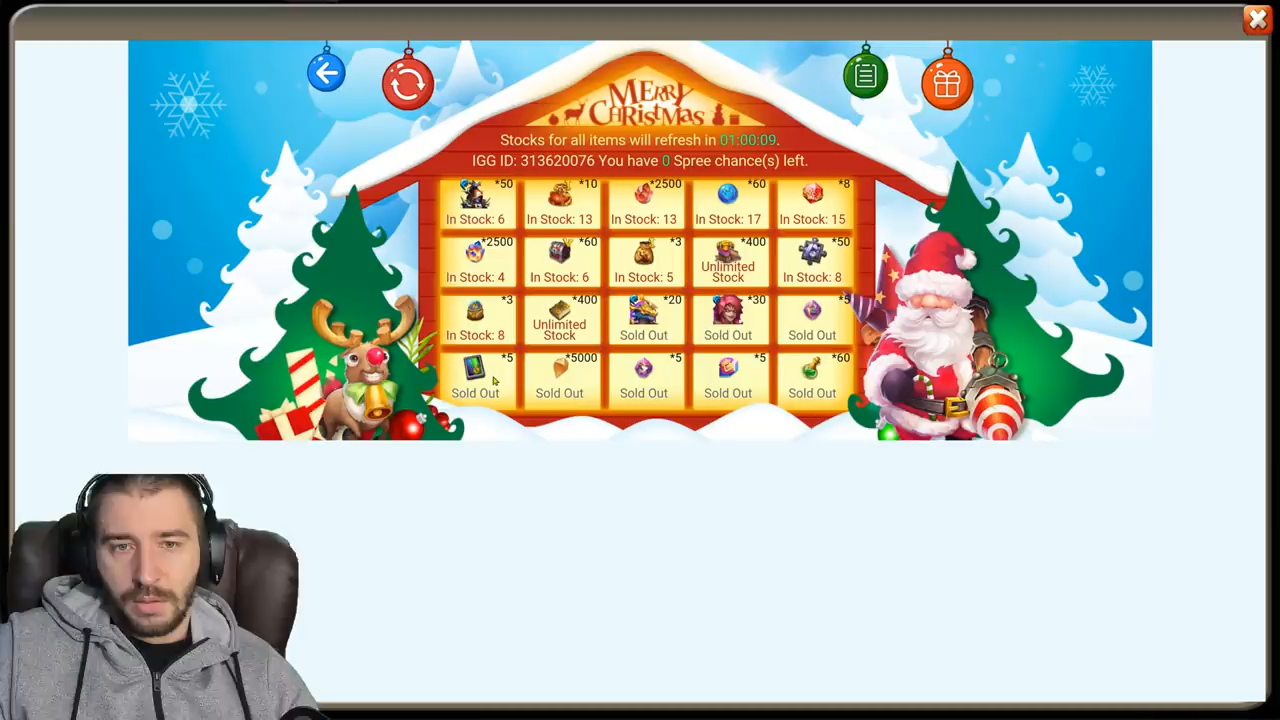 MERRY
CHRISTMAS
Stocks for all items will refresh in 01:00:09.
IGG ID: 313620076 You have 0 Spree chance(s) left.
*50 *10 *2500 *60 *8
In Stock: 6 In Stock: 13 In Stock: 13 In Stock: 17 In Stock: 15
*2500 *60 *3 *400 *50
In Stock: 4 In Stock: 6 In Stock: 5 Unlimited Stock In Stock: 8
*3 *400 *20 *30 *5
In Stock: 8 Unlimited Stock Sold Out Sold Out Sold Out
*5 *5000 *5 *5 *60
Sold Out Sold Out Sold Out Sold Out Sold Out